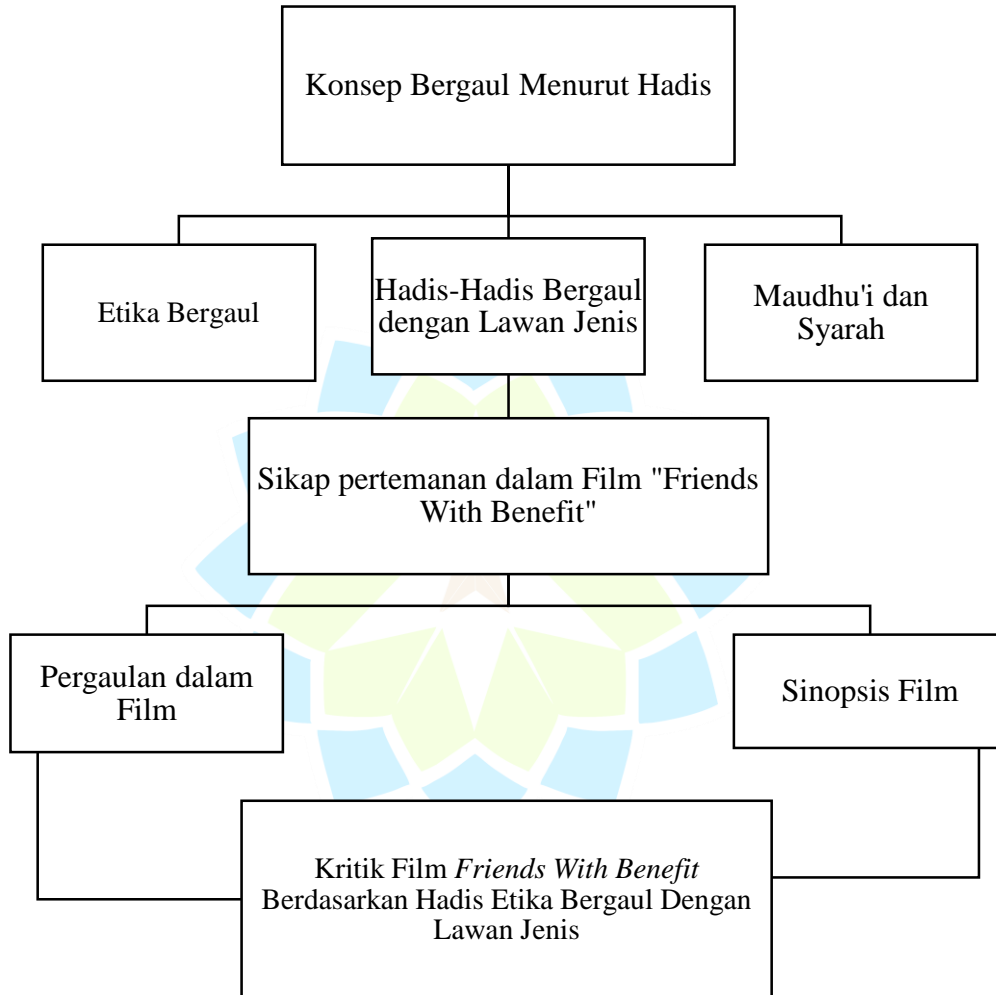 Konsep Bergaul Menurut Hadis
Etika Bergaul
Hadis-Hadis Bergaul
dengan Lawan Jenis
Maudhu'i dan
Syarah
Sikap pertemanan dalam Film "Friends
With Benefit"
Pergaulan dalam
Film
Sinopsis Film
Kritik Film Friends With Benefit
Berdasarkan Hadis Etika Bergaul Dengan
Lawan Jenis